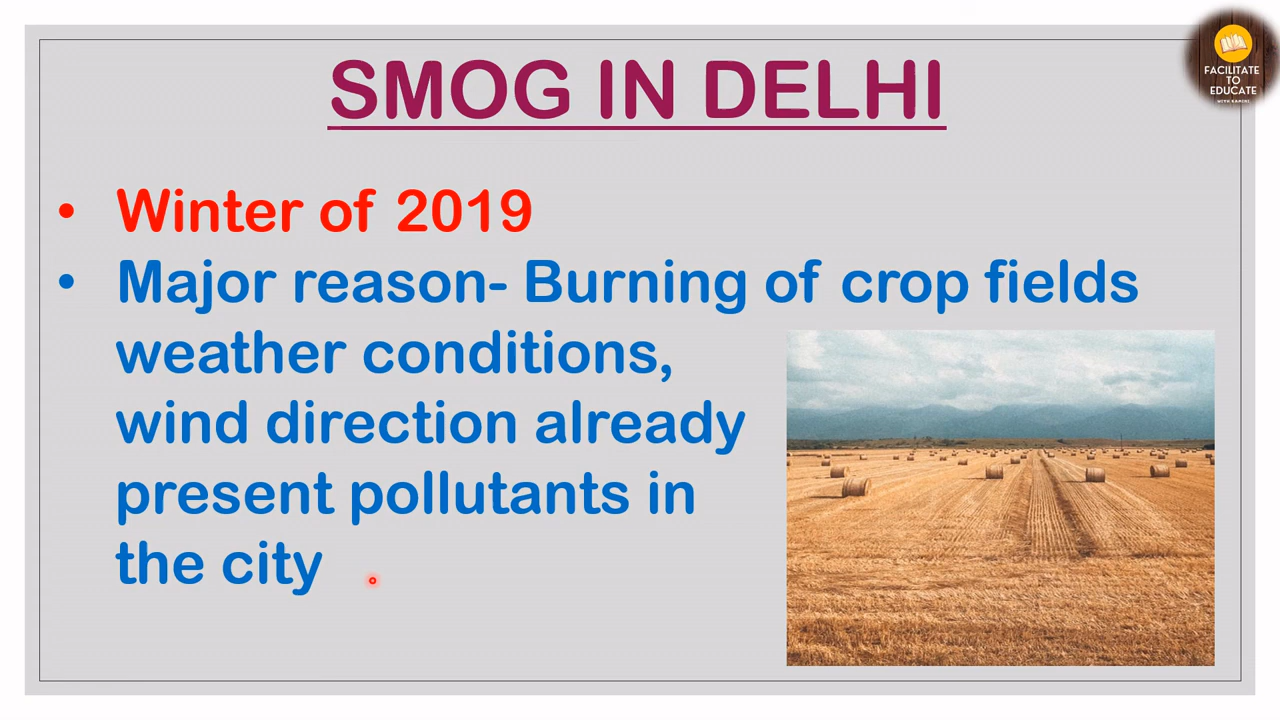 SMOG IN DELHI
• Winter of 2019
• Major reason- Burning of crop fields
weather conditions,
wind direction already
present pollutants in
the city
FACILITATE
TO
EDUCATE